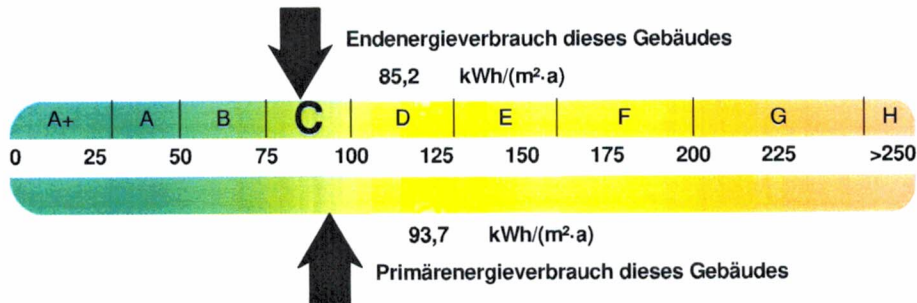 Endenergieverbrauch dieses Gebäudes
85,2 kWh/(m²·a)
A+ A B C D E F G H
0 25 50 75 100 125 150 175 200 225 >250
93,7 kWh/(m²·a)
Primärenergieverbrauch dieses Gebäudes